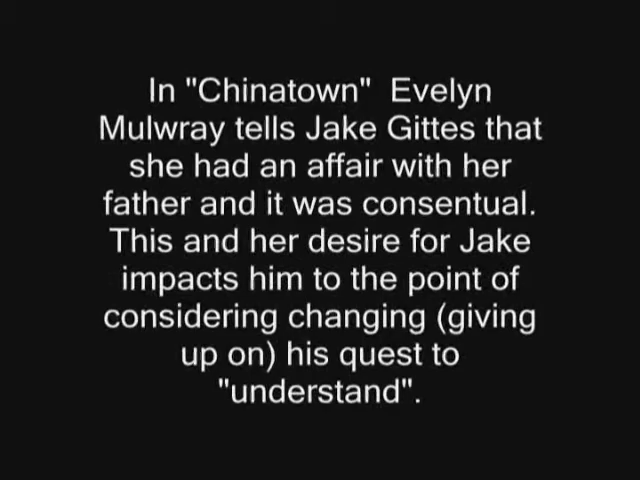 In "Chinatown"  Evelyn
Mulwray tells Jake Gittes that
she had an affair with her
father and it was consentual.
This and her desire for Jake
impacts him to the point of
considering changing (giving
up on) his quest to
"understand".